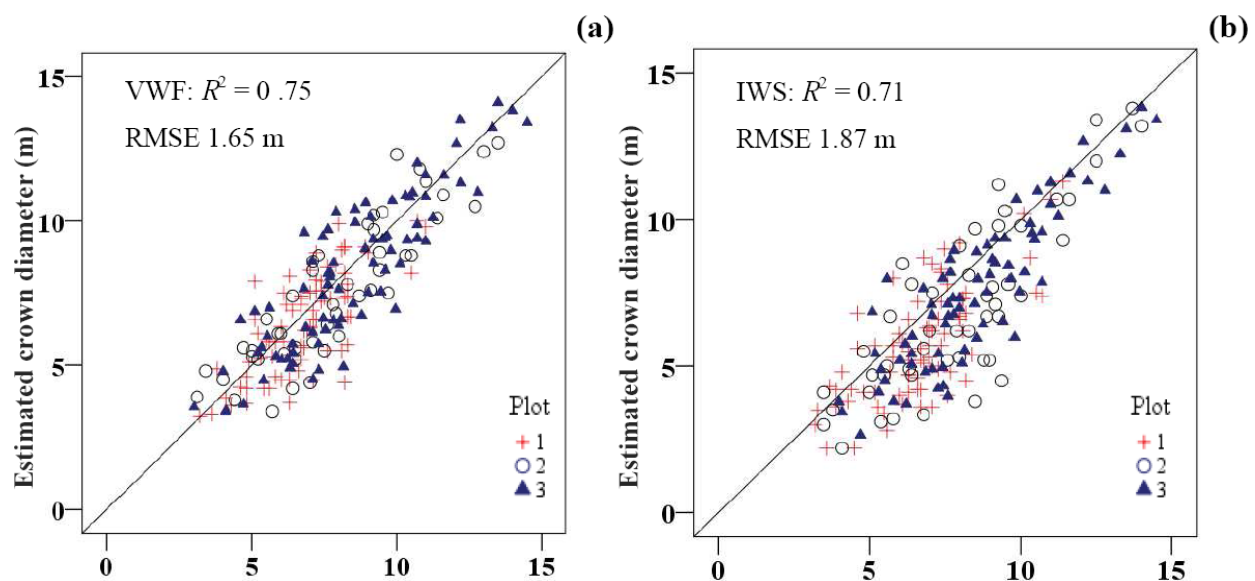 (a)
VWF: R² = 0 .75
RMSE 1.65 m
Estimated crown diameter (m)
15
10
5
0
Plot
1
2
3
0 5 10 15
(b)
IWS: R² = 0.71
RMSE 1.87 m
Estimated crown diameter (m)
15
10
5
0
Plot
1
2
3
0 5 10 15